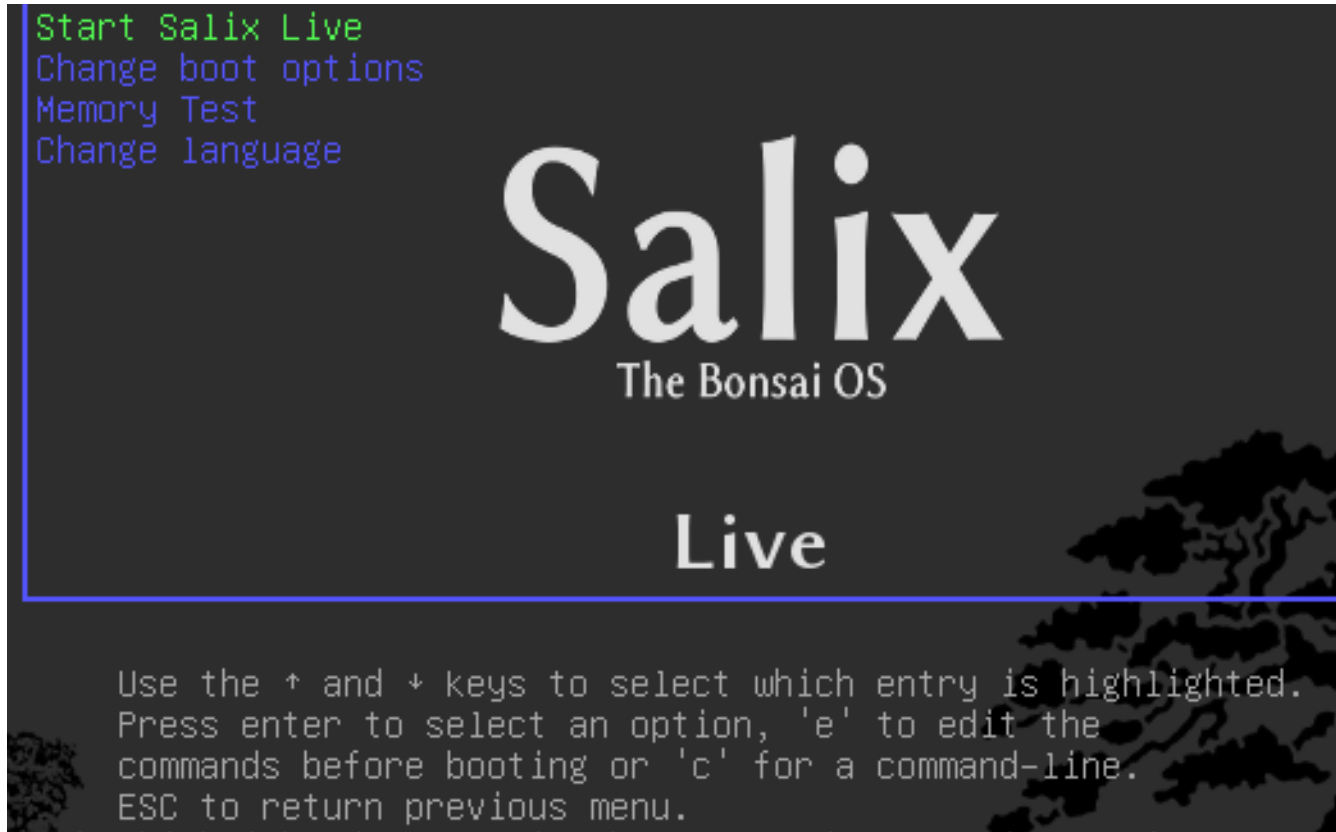 Start Salix Live
Change boot options
Memory Test
Change language
Salix
The Bonsai OS
Live
Use the ↑ and ↓ keys to select which entry is highlighted.
Press enter to select an option, 'e' to edit the
commands before booting or 'c' for a command-line.
ESC to return previous menu.